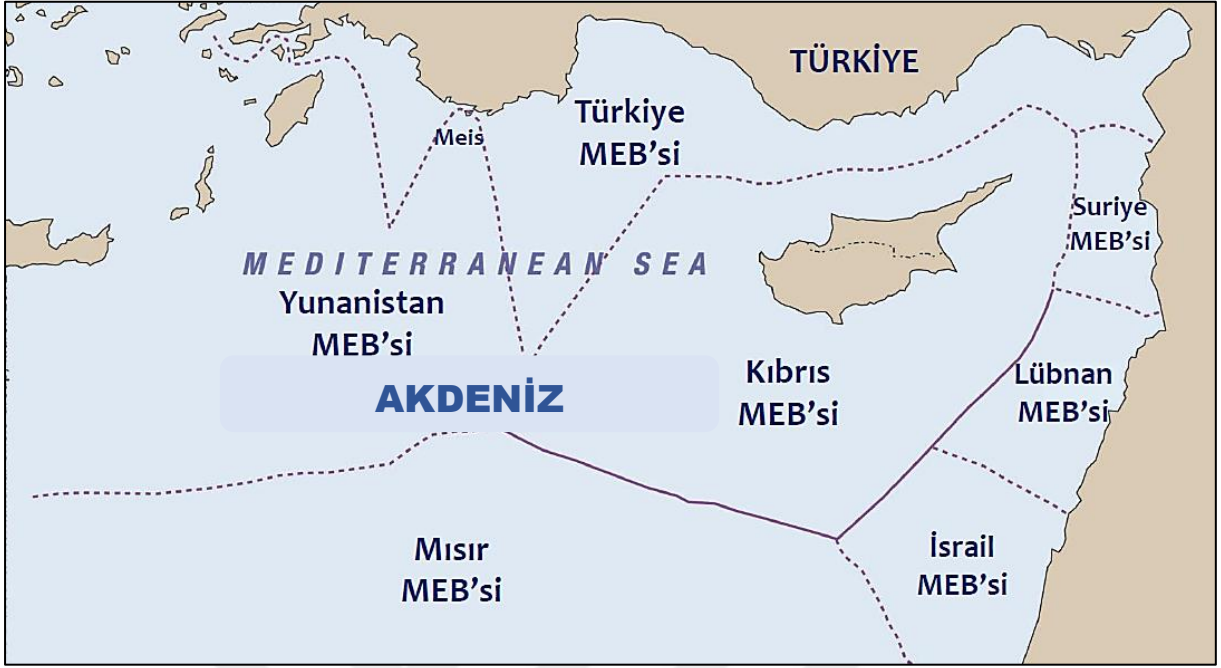 TÜRKİYE
Türkiye
MEB'si
Meis
Suriye
MEB'si
MEDITERRANEAN SEA
Yunanistan
MEB'si
AKDENİZ
Kıbrıs
MEB'si
Lübnan
MEB'si
Mısır
MEB'si
İsrail
MEB'si